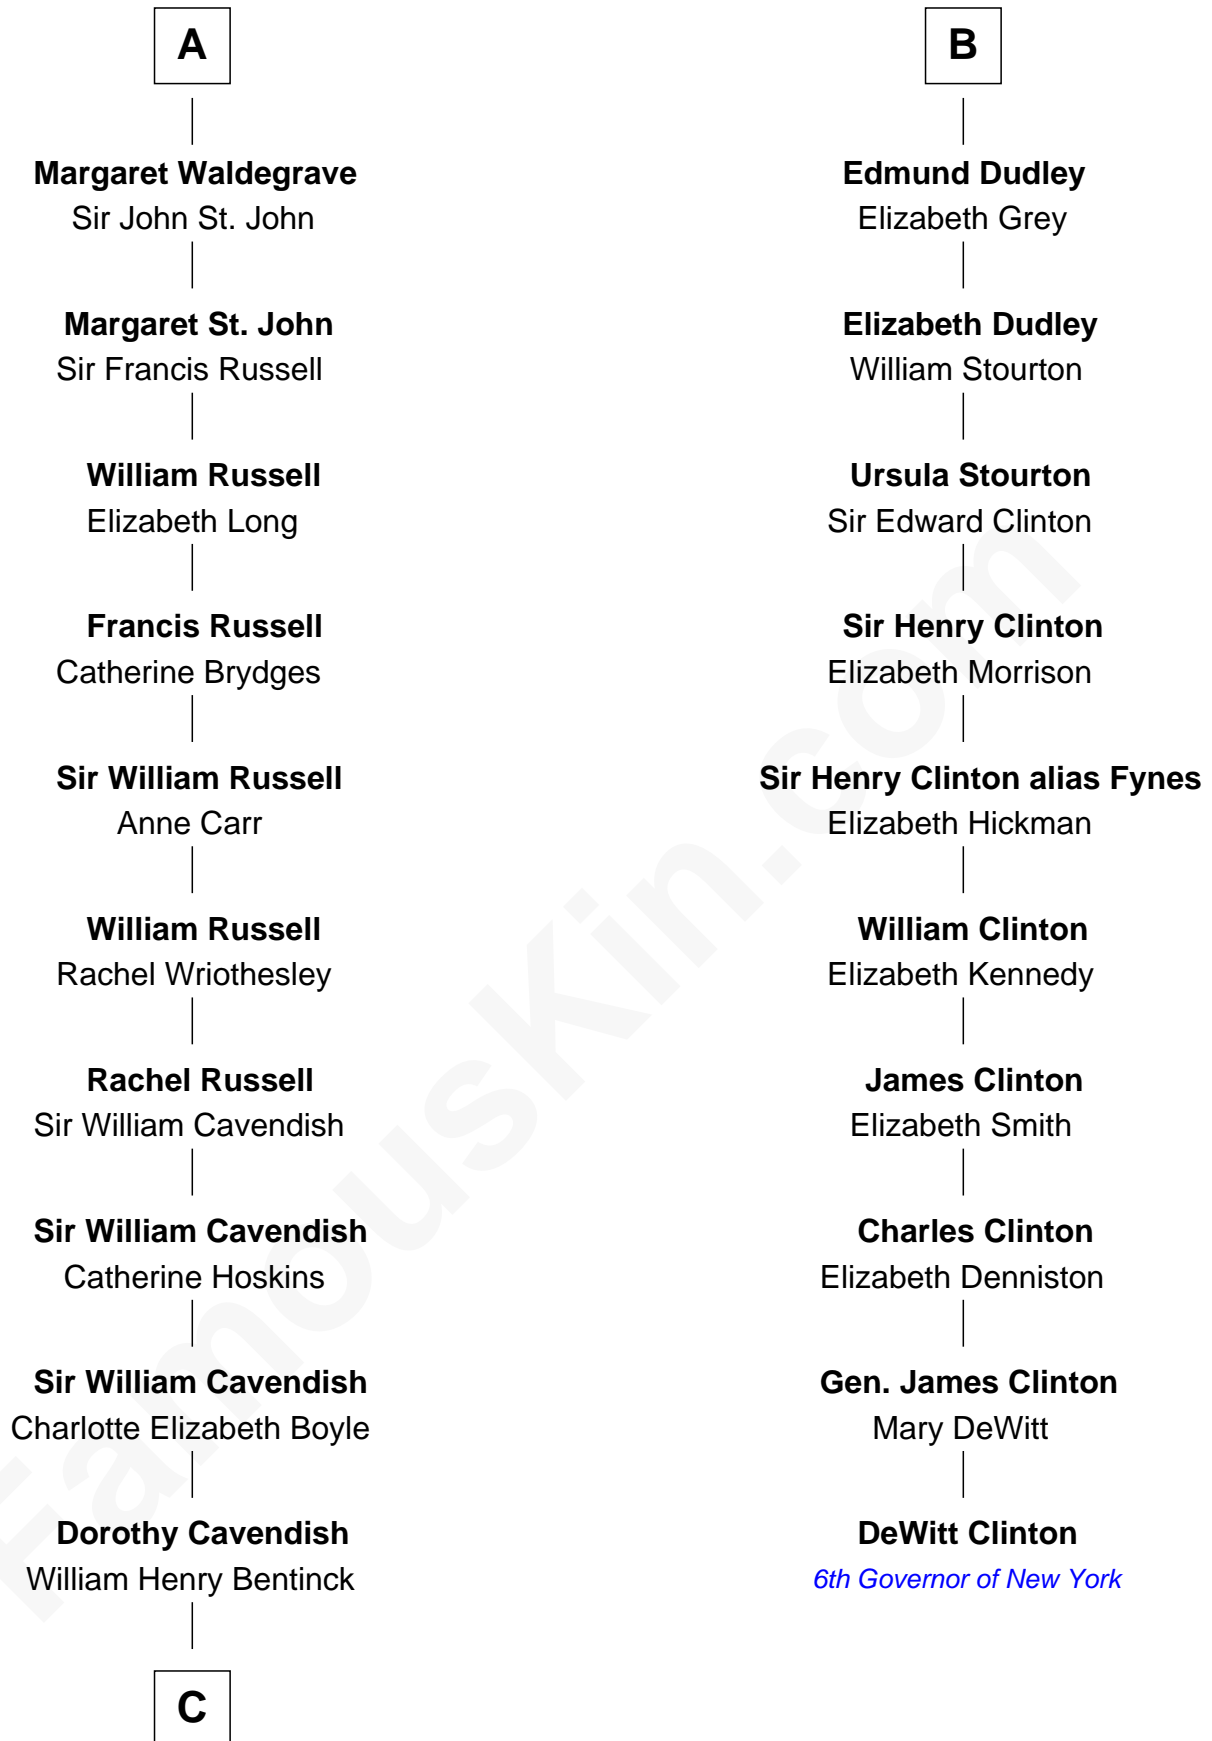 A
Margaret Waldegrave
Sir John St. John
Margaret St. John
Sir Francis Russell
William Russell
Elizabeth Long
Francis Russell
Catherine Brydges
Sir William Russell
Anne Carr
William Russell
Rachel Wriothesley
Rachel Russell
Sir William Cavendish
Sir William Cavendish
Catherine Hoskins
Sir William Cavendish
Charlotte Elizabeth Boyle
Dorothy Cavendish
William Henry Bentinck
C
B
Edmund Dudley
Elizabeth Grey
Elizabeth Dudley
William Stourton
Ursula Stourton
Sir Edward Clinton
Sir Henry Clinton
Elizabeth Morrison
Sir Henry Clinton alias Fynes
Elizabeth Hickman
William Clinton
Elizabeth Kennedy
James Clinton
Elizabeth Smith
Charles Clinton
Elizabeth Denniston
Gen. James Clinton
Mary DeWitt
DeWitt Clinton
6th Governor of New York
FamousKin.com